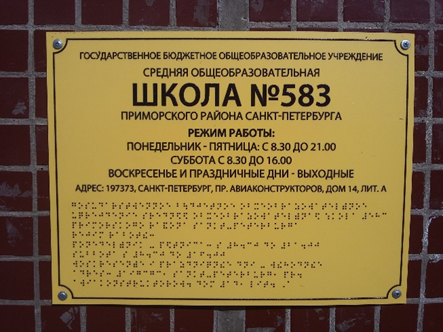 ГОСУДАРСТВЕННОЕ БЮДЖЕТНОЕ ОБЩЕОБРАЗОВАТЕЛЬНОЕ УЧРЕЖДЕНИЕ
СРЕДНЯЯ ОБЩЕОБРАЗОВАТЕЛЬНАЯ
ШКОЛА №583
ПРИМОРСКОГО РАЙОНА САНКТ-ПЕТЕРБУРГА
РЕЖИМ РАБОТЫ:
ПОНЕДЕЛЬНИК - ПЯТНИЦА: С 8.30 ДО 21.00
СУББОТА С 8.30 ДО 16.00
ВОСКРЕСЕНЬЕ И ПРАЗДНИЧНЫЕ ДНИ - ВЫХОДНЫЕ
АДРЕС: 197373, САНКТ-ПЕТЕРБУРГ, ПР. АВИАКОНСТРУКТОРОВ, ДОМ 14, ЛИТ. А